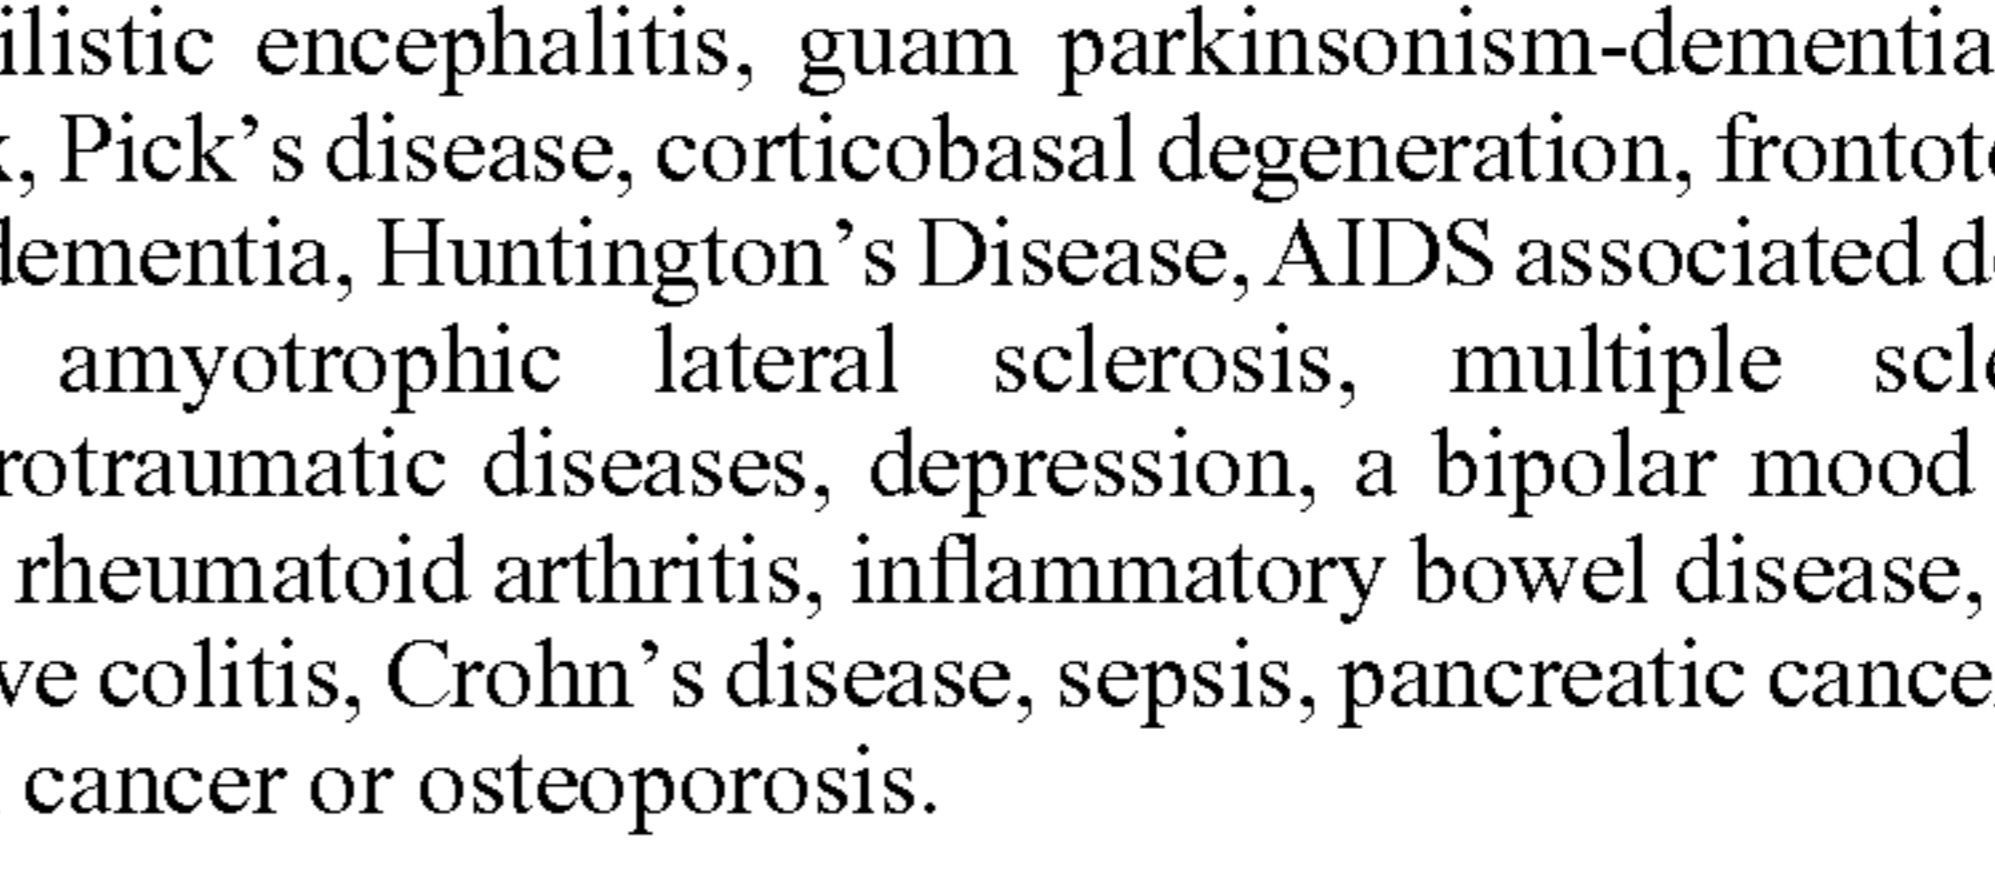 ilistic encephalitis, guam parkinsonism-dementia
, Pick’s disease, corticobasal degeneration, frontot
dementia, Huntington’s Disease, AIDS associated d
amyotrophic lateral sclerosis, multiple scle
rotraumatic diseases, depression, a bipolar mood
rheumatoid arthritis, inflammatory bowel disease,
ve colitis, Crohn’s disease, sepsis, pancreatic cance
cancer or osteoporosis.